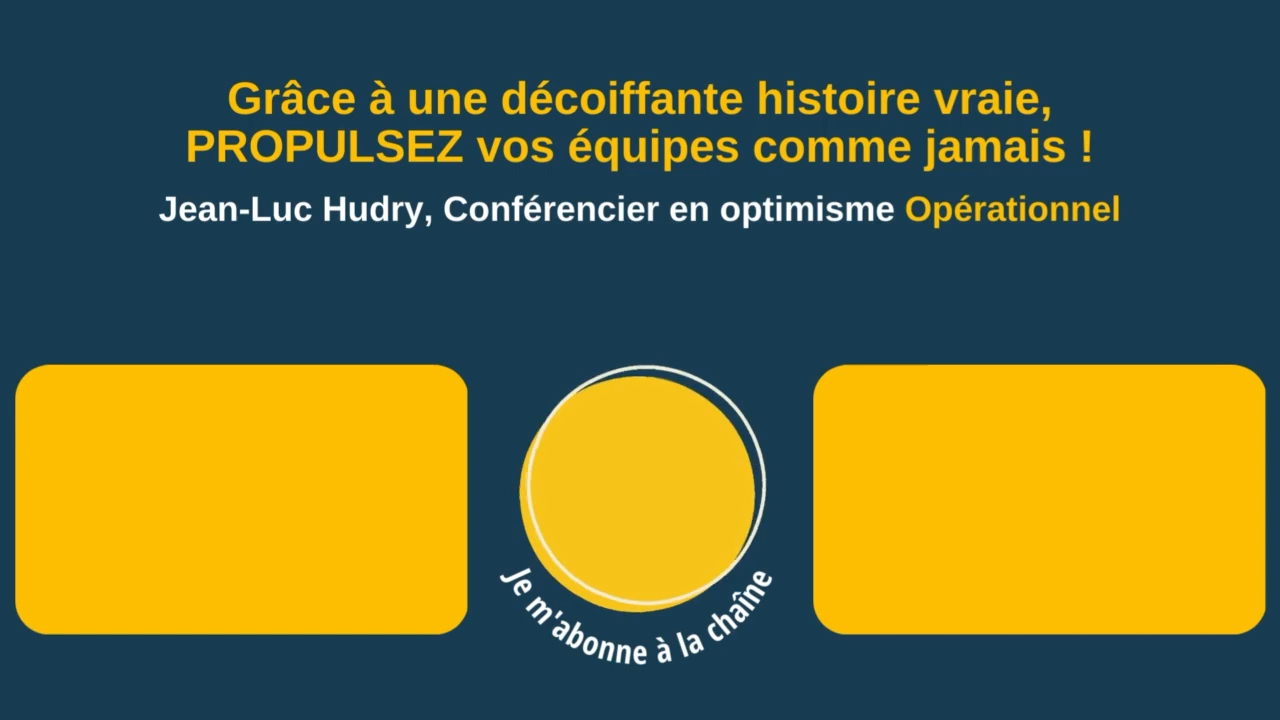 Grâce à une décoiffante histoire vraie,
PROPULSEZ vos équipes comme jamais !
Jean-Luc Hudry, Conférencier en optimisme Opérationnel
Je m'abonne à la chaîne